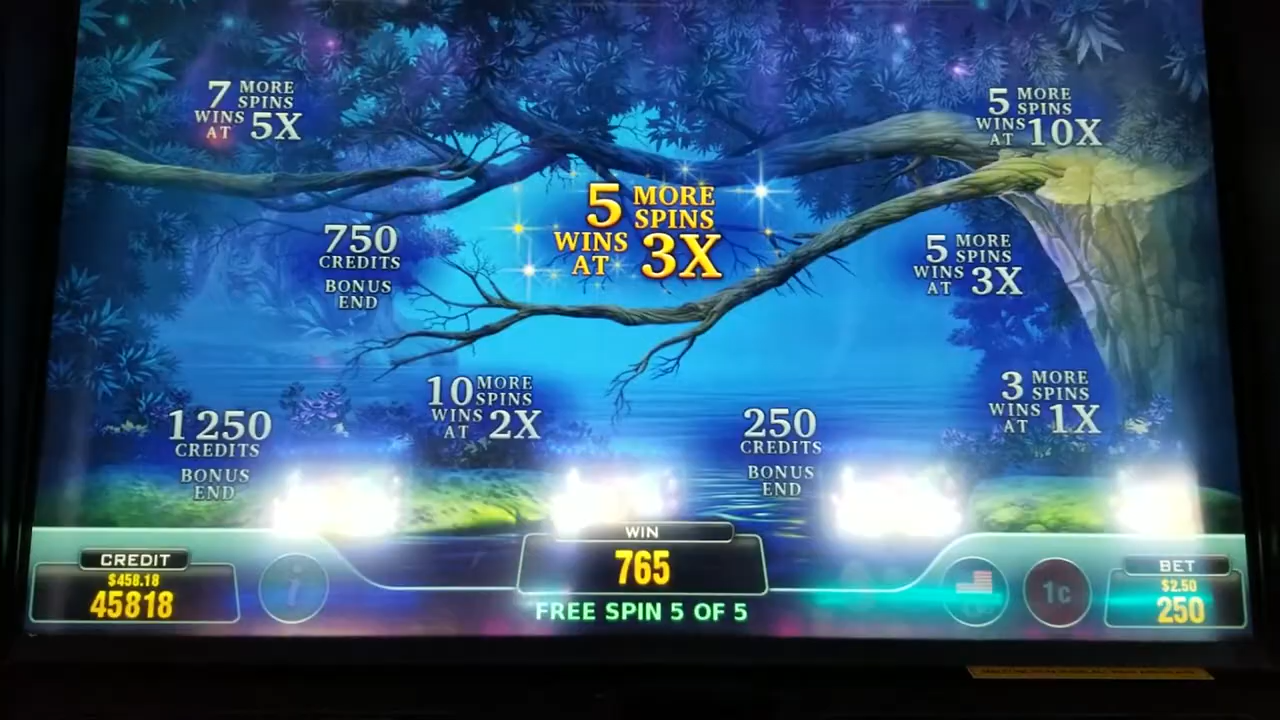 7 MORE
SPINS
WINS
AT 5X
5 MORE
SPINS
WINS
AT 10X
5 MORE
SPINS
WINS
AT 3X
750
CREDITS
BONUS
END
5 MORE
SPINS
WINS
AT 3X
10 MORE
SPINS
WINS
AT 2X
3 MORE
SPINS
WINS
AT 1X
1250
CREDITS
BONUS
END
250
CREDITS
BONUS
END
CREDIT
$458.18
45818
i
WIN
765
FREE SPIN 5 OF 5
1c
BET
$2.50
250